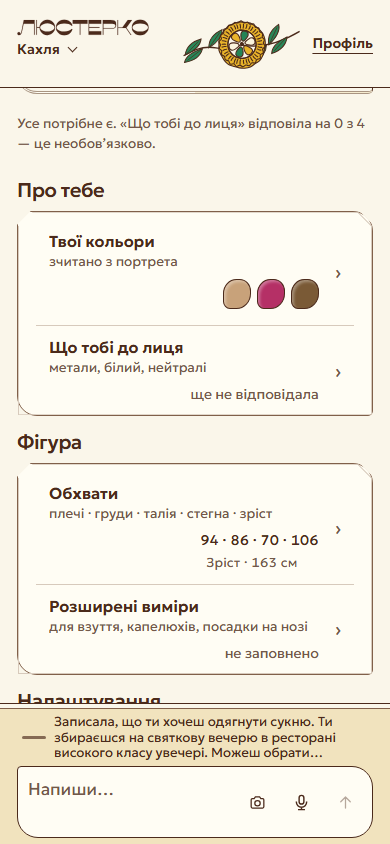 ЛЮСТЕРКО
Кахля
Профіль
Усе потрібне є. «Що тобі до лиця» відповіла на 0 з 4
— це необов’язково.
Про тебе
Твої кольори
зчитано з портрета
Що тобі до лиця
метали, білий, нейтралі
ще не відповідала
Фігура
Обхвати
плечі · груди · талія · стегна · зріст
94 · 86 · 70 · 106
Зріст · 163 см
Розширені виміри
для взуття, капелюхів, посадки на нозі
не заповнено
Налаштування
Записала, що ти хочеш одягнути сукню. Ти
збираєшся на святкову вечерю в ресторані
високого класу увечері. Можеш обрати…
Напиши…